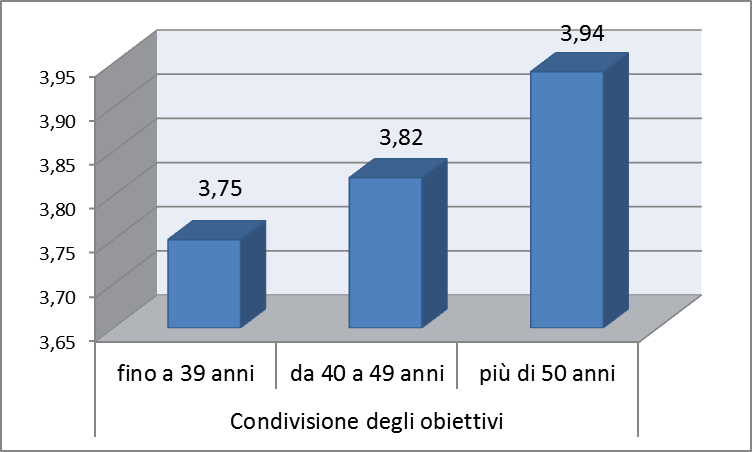 3,94
3,95
3,90
3,82
3,85
3,75
3,80
3,75
3,70
3,65
fino a 39 anni
da 40 a 49 anni
più di 50 anni
Condivisione degli obiettivi